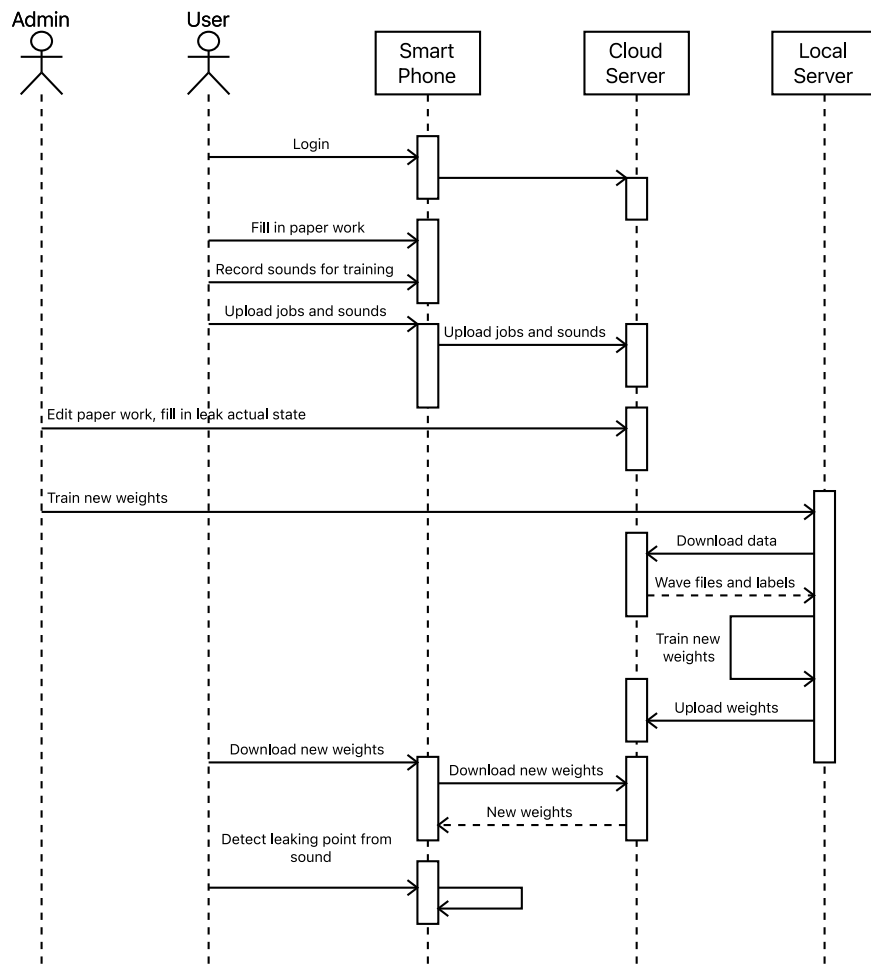 Admin
User
Smart
Phone
Cloud
Server
Local
Server
Login
Fill in paper work
Record sounds for training
Upload jobs and sounds
Upload jobs and sounds
Edit paper work, fill in leak actual state
Train new weights
Download data
Wave files and labels
Train new
weights
Upload weights
Download new weights
Download new weights
New weights
Detect leaking point from
sound